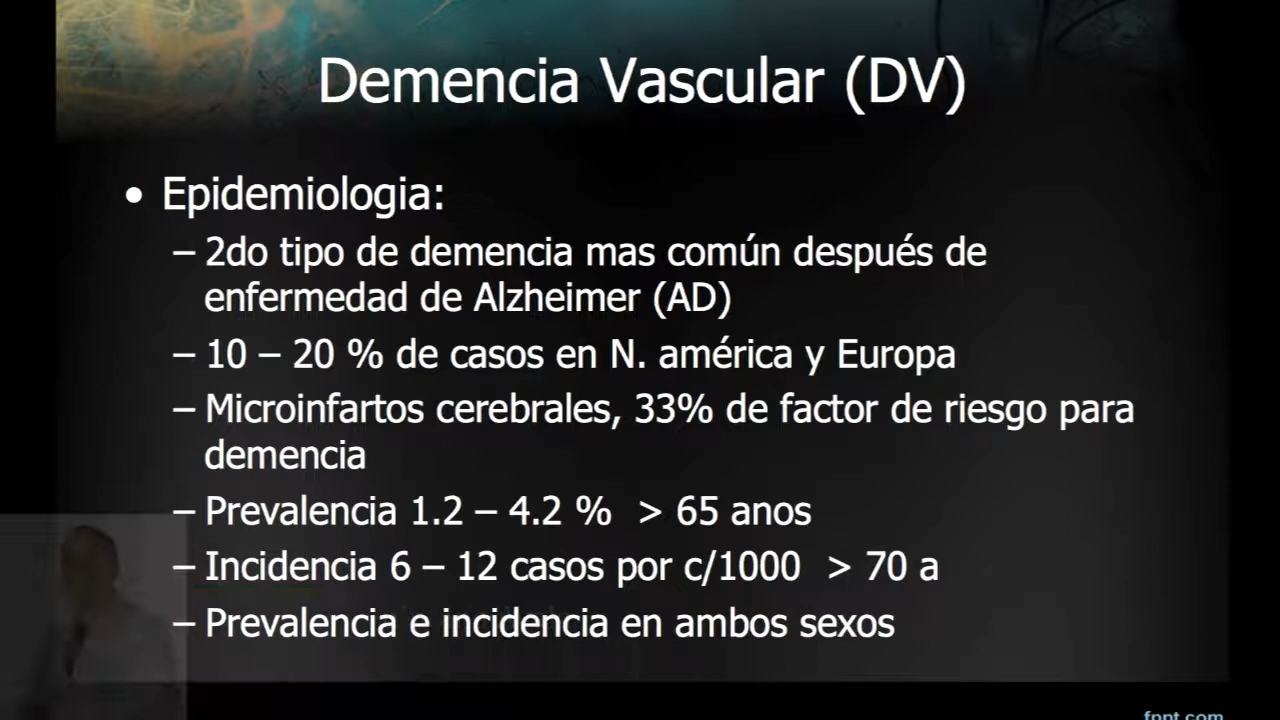 Demencia Vascular (DV)
• Epidemiologia:
– 2do tipo de demencia mas común después de
enfermedad de Alzheimer (AD)
– 10 – 20 % de casos en N. américa y Europa
– Microinfartos cerebrales, 33% de factor de riesgo para
demencia
– Prevalencia 1.2 – 4.2 % > 65 anos
– Incidencia 6 – 12 casos por c/1000 > 70 a
– Prevalencia e incidencia en ambos sexos
fppt.com